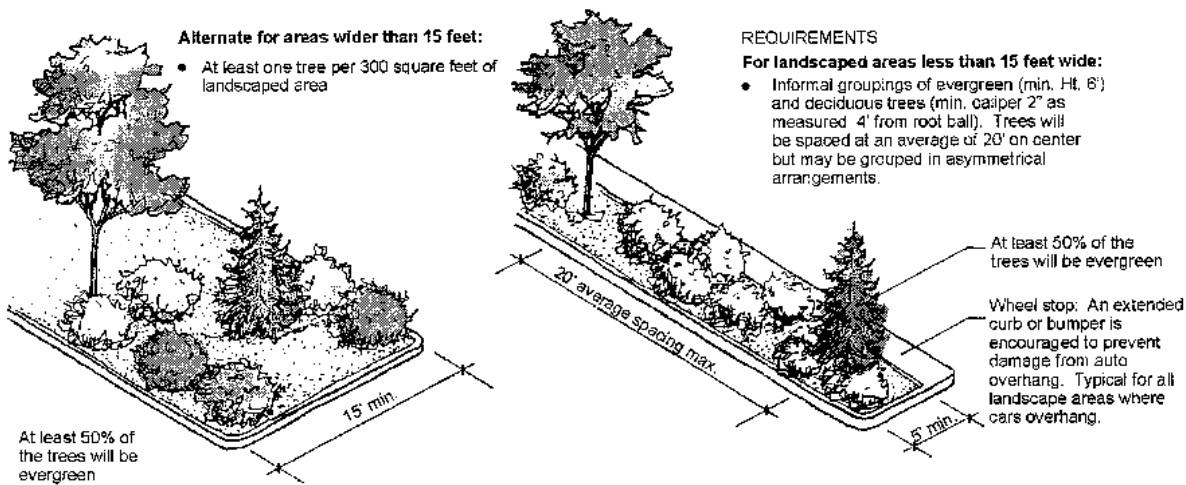 Alternate for areas wider than 15 feet:
• At least one tree per 300 square feet of
landscaped area
15' min.
At least 50% of
the trees will be
evergreen
REQUIREMENTS
For landscaped areas less than 15 feet wide:
• Informal groupings of evergreen (min. Ht. 6')
and deciduous trees (min. caliper 2" as
measured 4' from root ball). Trees will
be spaced at an average of 20' on center
but may be grouped in asymmetrical
arrangements.
20' average spacing max.
At least 50% of the
trees will be evergreen
Wheel stop: An extended
curb or bumper is
encouraged to prevent
damage from auto
overhang. Typical for all
landscape areas where
cars overhang.
5' min.